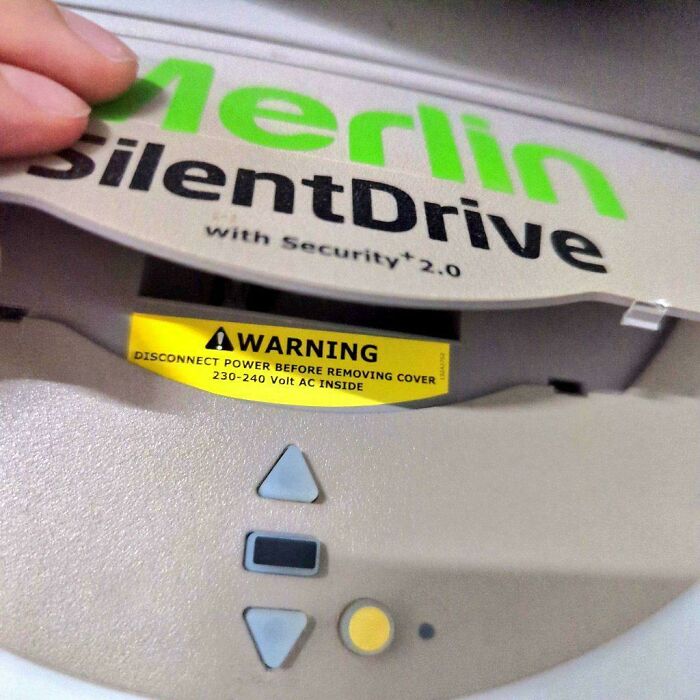 Merlin
SilentDrive
with Security+2.0
WARNING
DISCONNECT POWER BEFORE REMOVING COVER
230-240 Volt AC INSIDE